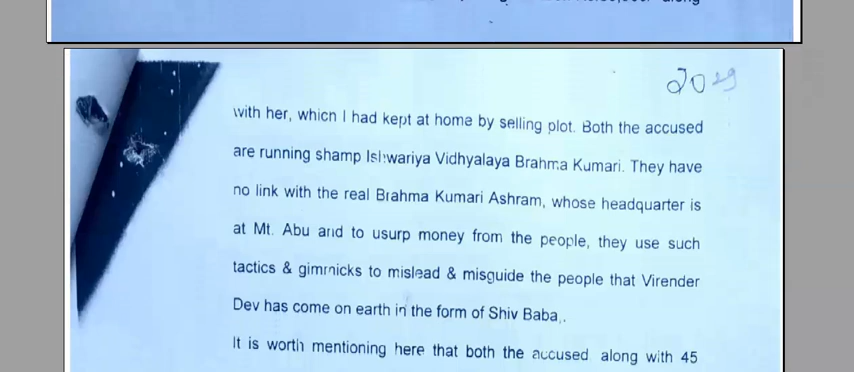 along
2029
with her, which I had kept at home by selling plot. Both the accused
are running shamp Ishwariya Vidhyalaya Brahma Kumari. They have
no link with the real Brahma Kumari Ashram, whose headquarter is
at Mt. Abu and to usurp money from the people, they use such
tactics & gimmicks to mislead & misguide the people that Virender
Dev has come on earth in the form of Shiv Baba,.
It is worth mentioning here that both the accused along with 45